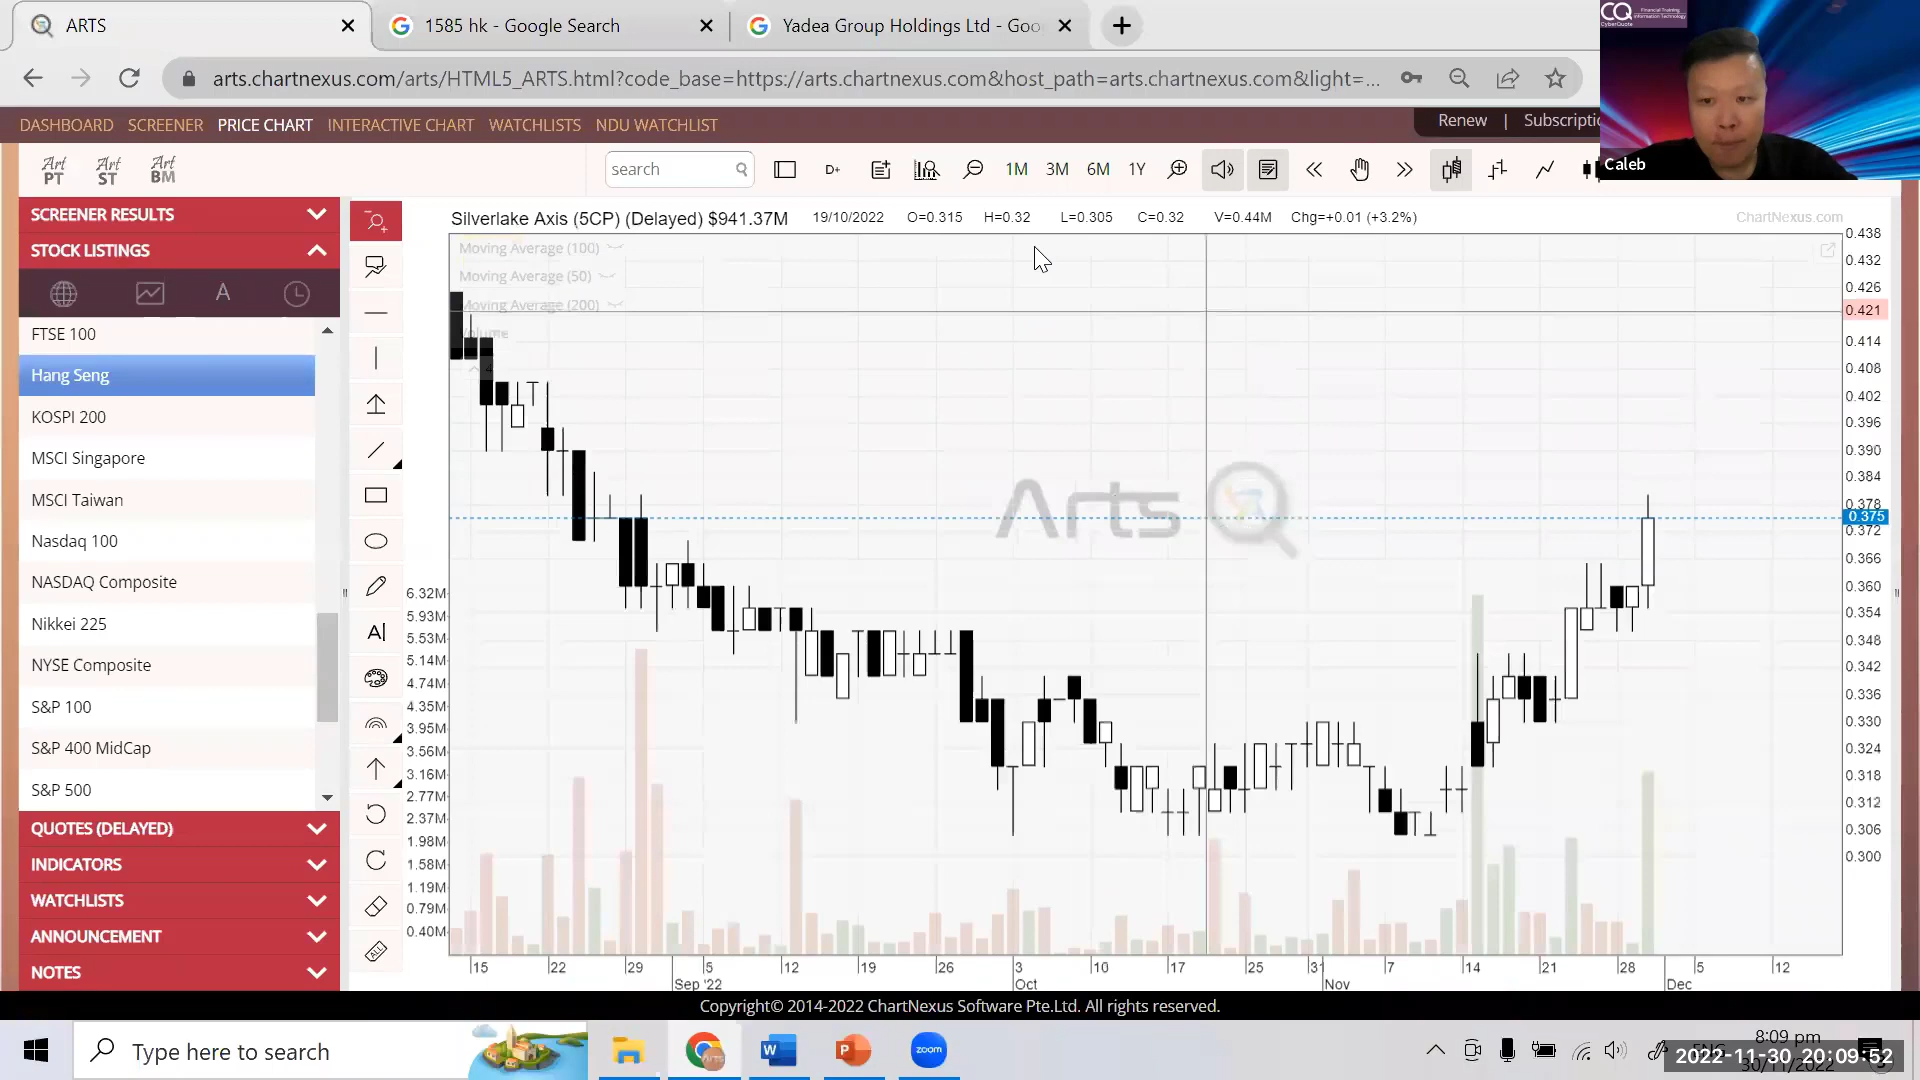 ARTS
1585 hk - Google Search
Yadea Group Holdings Ltd - Goo
arts.chartnexus.com/arts/HTML5_ARTS.html?code_base=https://arts.chartnexus.com&host_path=arts.chartnexus.com&light=...
CQ Financial Training
Information Technology
CyberQuote
Caleb
DASHBOARD SCREENER PRICE CHART INTERACTIVE CHART WATCHLISTS NDU WATCHLIST
Renew | Subscriptio
Art PT Art ST Art BM
search D+ 1M 3M 6M 1Y
SCREENER RESULTS
STOCK LISTINGS
A
FTSE 100
Hang Seng
KOSPI 200
MSCI Singapore
MSCI Taiwan
Nasdaq 100
NASDAQ Composite
Nikkei 225
NYSE Composite
S&P 100
S&P 400 MidCap
S&P 500
QUOTES (DELAYED)
INDICATORS
WATCHLISTS
ANNOUNCEMENT
NOTES
A
Silverlake Axis (5CP) (Delayed) $941.37M 19/10/2022 O=0.315 H=0.32 L=0.305 C=0.32 V=0.44M Chg=+0.01 (+3.2%)
ChartNexus.com
Moving Average (100)
Moving Average (50)
Moving Average (200)
Volume
Arts
6.32M
5.93M
5.53M
5.14M
4.74M
4.35M
3.95M
3.56M
3.16M
2.77M
2.37M
1.98M
1.58M
1.19M
0.79M
0.40M
0.438
0.432
0.426
0.421
0.414
0.408
0.402
0.396
0.390
0.384
0.378
0.375
0.372
0.366
0.360
0.354
0.348
0.342
0.336
0.330
0.324
0.318
0.312
0.306
0.300
15 22 29 5 12 19 26 3 10 17 25 31 7 14 21 28 5 12
Sep '22 Oct Nov Dec
Copyright© 2014-2022 ChartNexus Software Pte.Ltd. All rights reserved.
Type here to search
W
P
zoom
8:09 pm
30/11/2022
2022-11-30 20:09:52